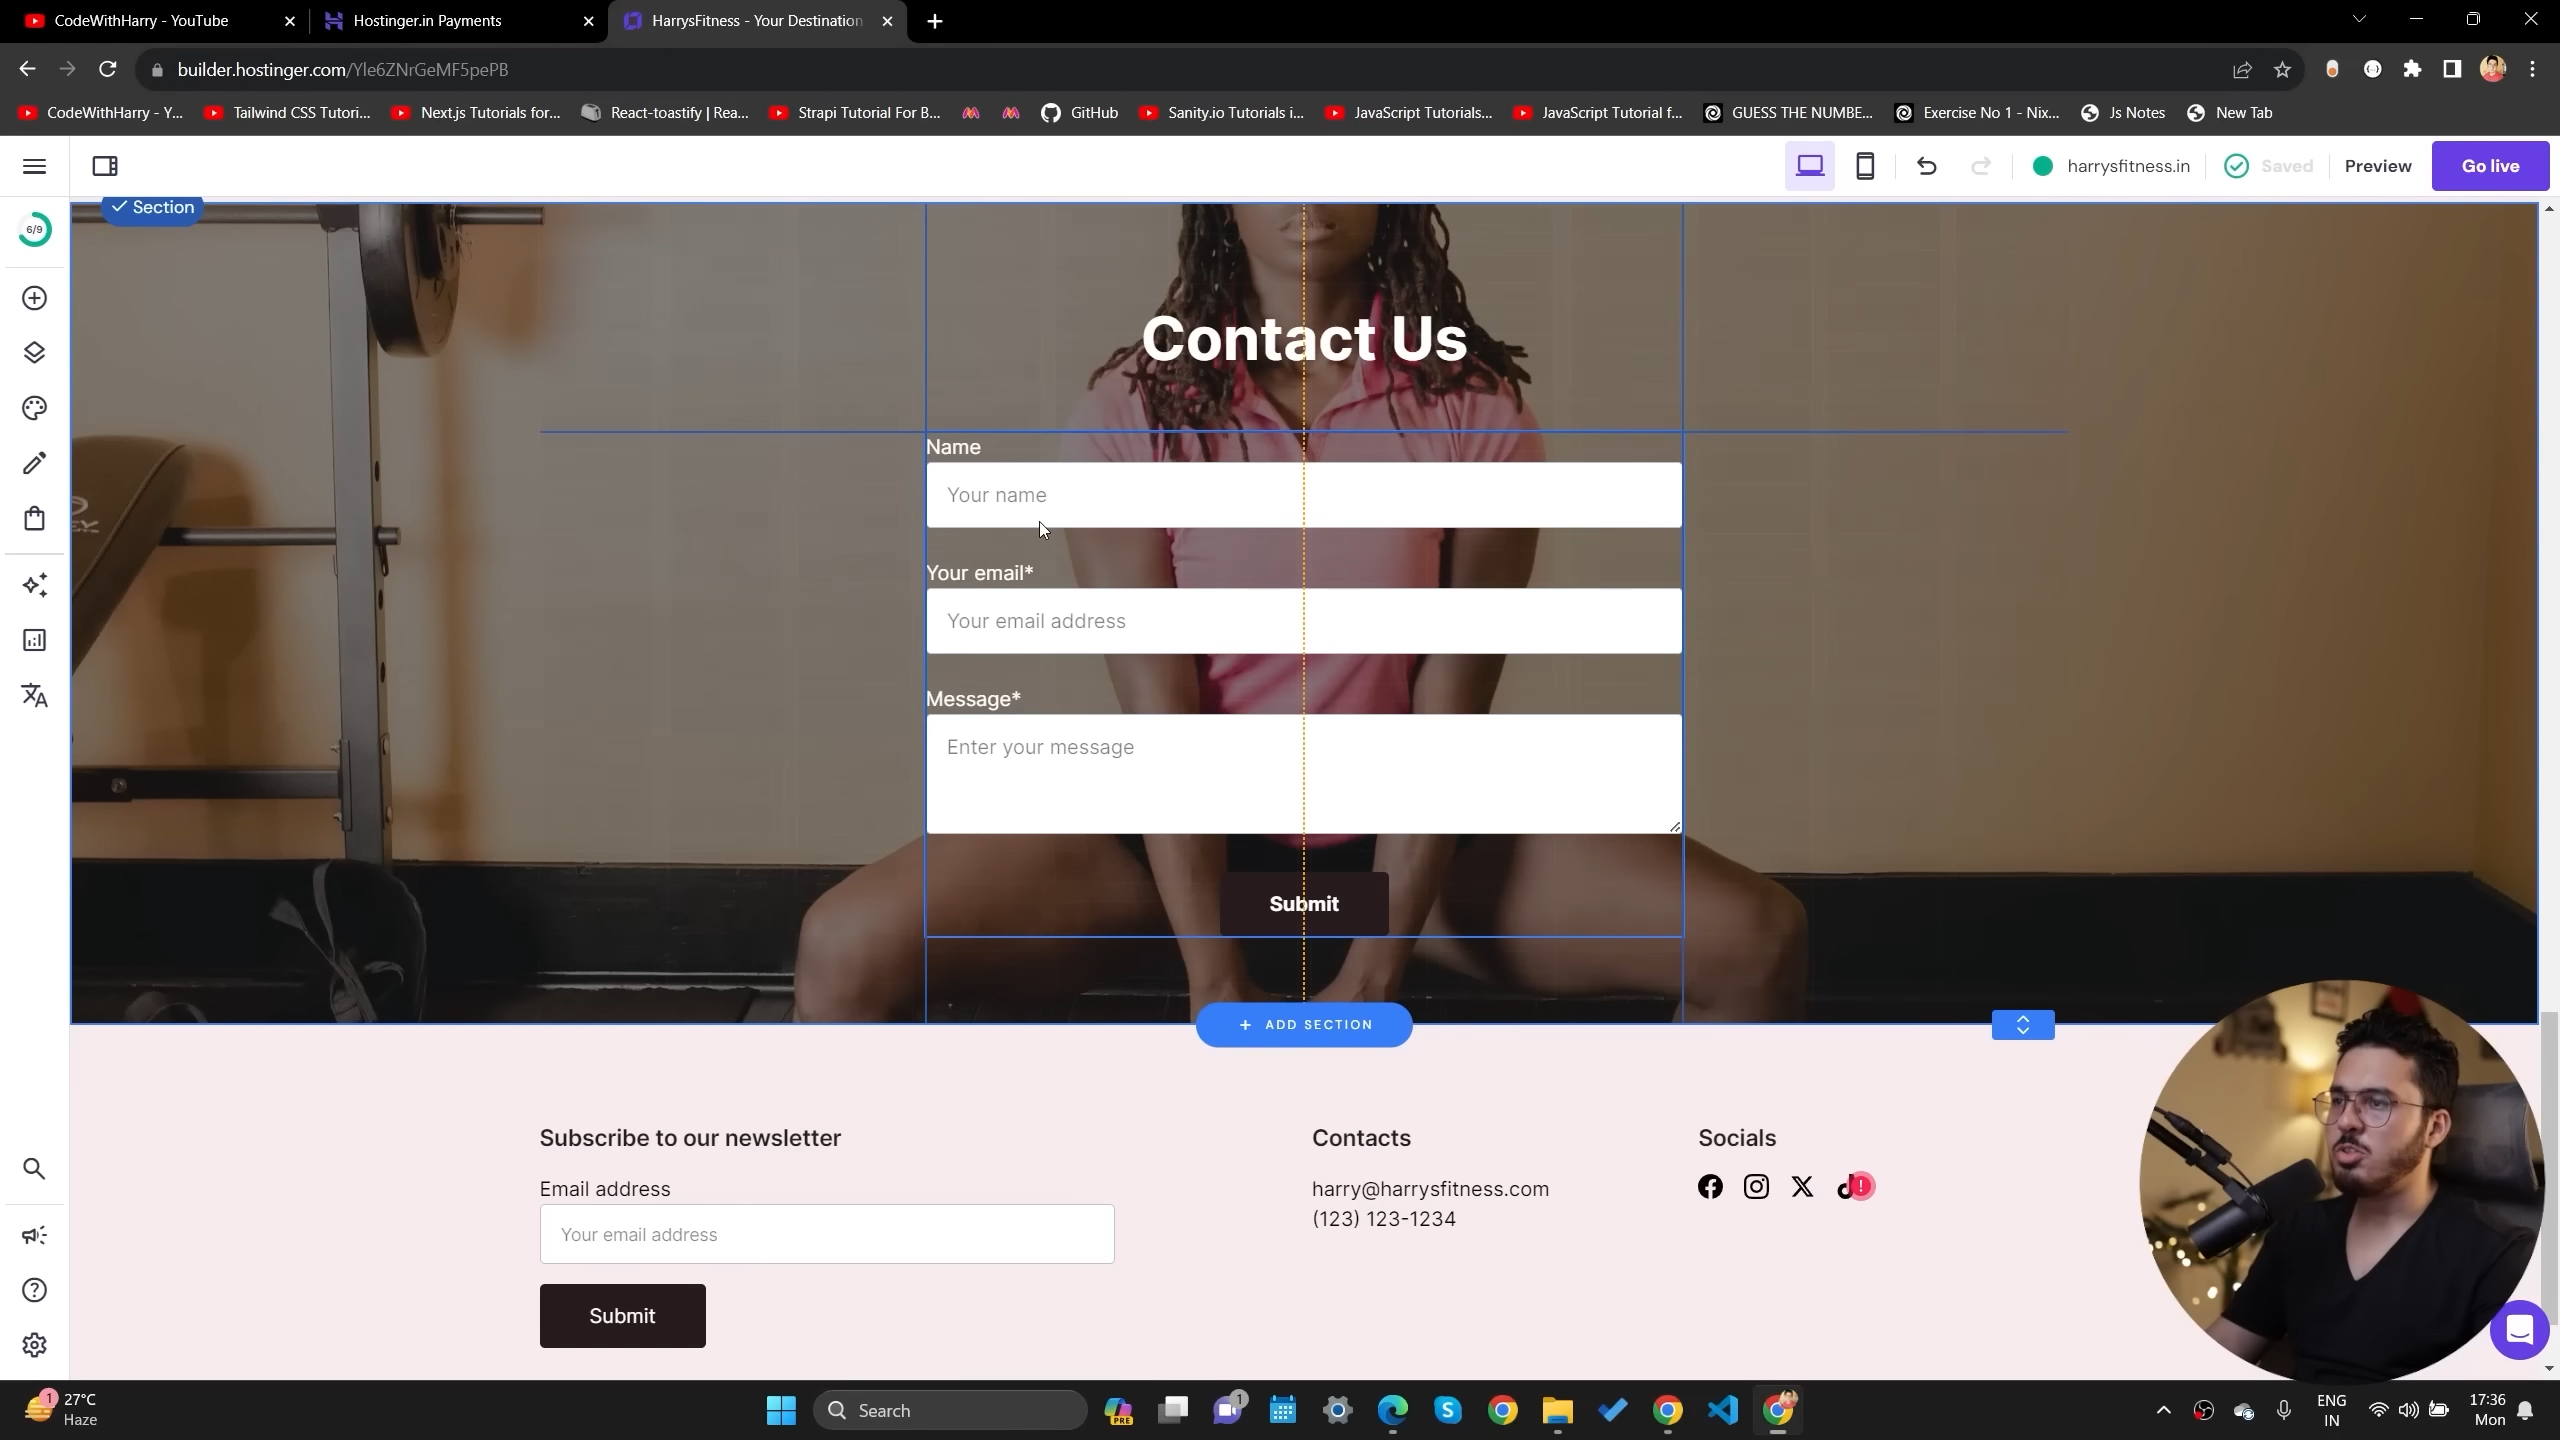 CodeWithHarry - YouTube
Hostinger.in Payments
HarrysFitness - Your Destination
builder.hostinger.com/Yle6ZNrGeMF5pePB
CodeWithHarry - Y...
Tailwind CSS Tutori...
Next.js Tutorials for...
React-toastify | Rea...
Strapi Tutorial For B...
GitHub
Sanity.io Tutorials i...
JavaScript Tutorials...
JavaScript Tutorial f...
GUESS THE NUMBE...
Exercise No 1 - Nix...
Js Notes
New Tab
harrysfitness.in
Saved
Preview
Go live
Section
6/9
Contact Us
Name
Your name
Your email*
Your email address
Message*
Enter your message
Submit
+ ADD SECTION
Subscribe to our newsletter
Email address
Your email address
Submit
Contacts
harry@harrysfitness.com
(123) 123-1234
Socials
!
1
27°C
Haze
Search
PRE
1
ENG
IN
17:36
Mon